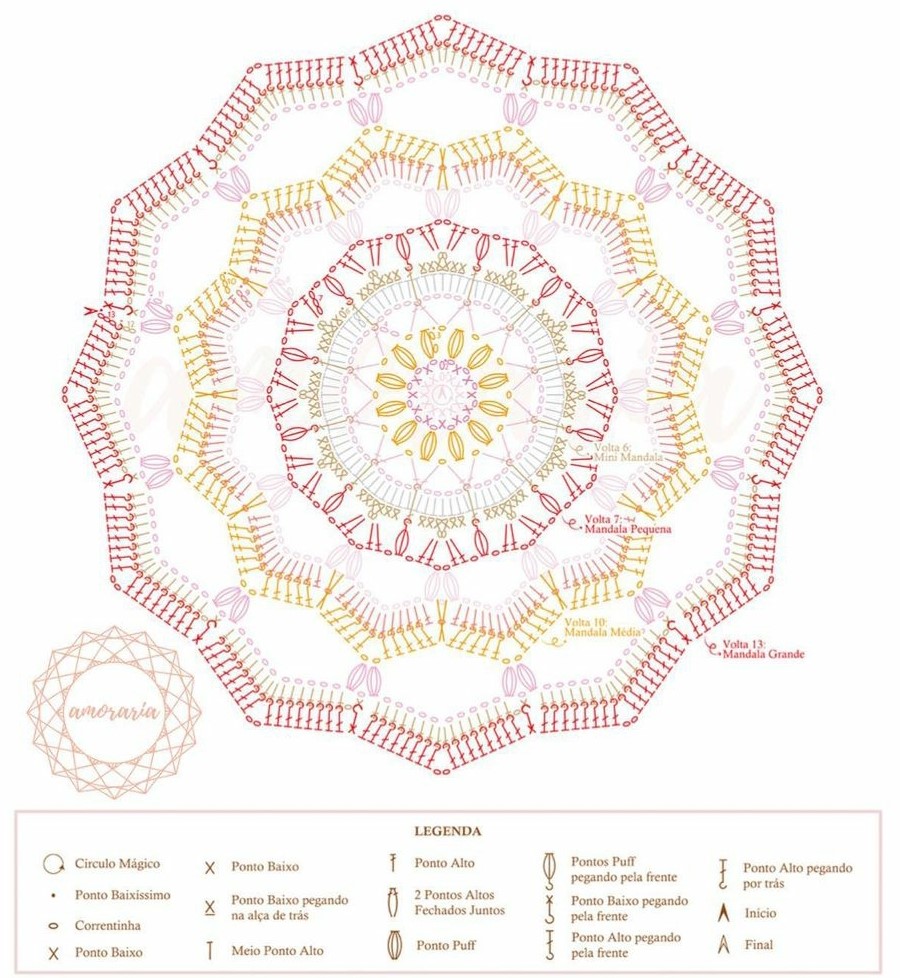 Volta 6:
Mini Mandala
Volta 7:
Mandala Pequena
Volta 10:
Mandala Média
Volta 13:
Mandala Grande
amoraria
LEGENDA
Círculo Mágico
Ponto Baixíssimo
Correntinha
Ponto Baixo
Ponto Baixo
Ponto Baixo pegando
na alça de trás
Meio Ponto Alto
Ponto Alto
2 Pontos Altos
Fechados Juntos
Ponto Puff
Pontos Puff
pegando pela frente
Ponto Baixo pegando
pela frente
Ponto Alto pegando
pela frente
Ponto Alto pegando
por trás
Início
Final